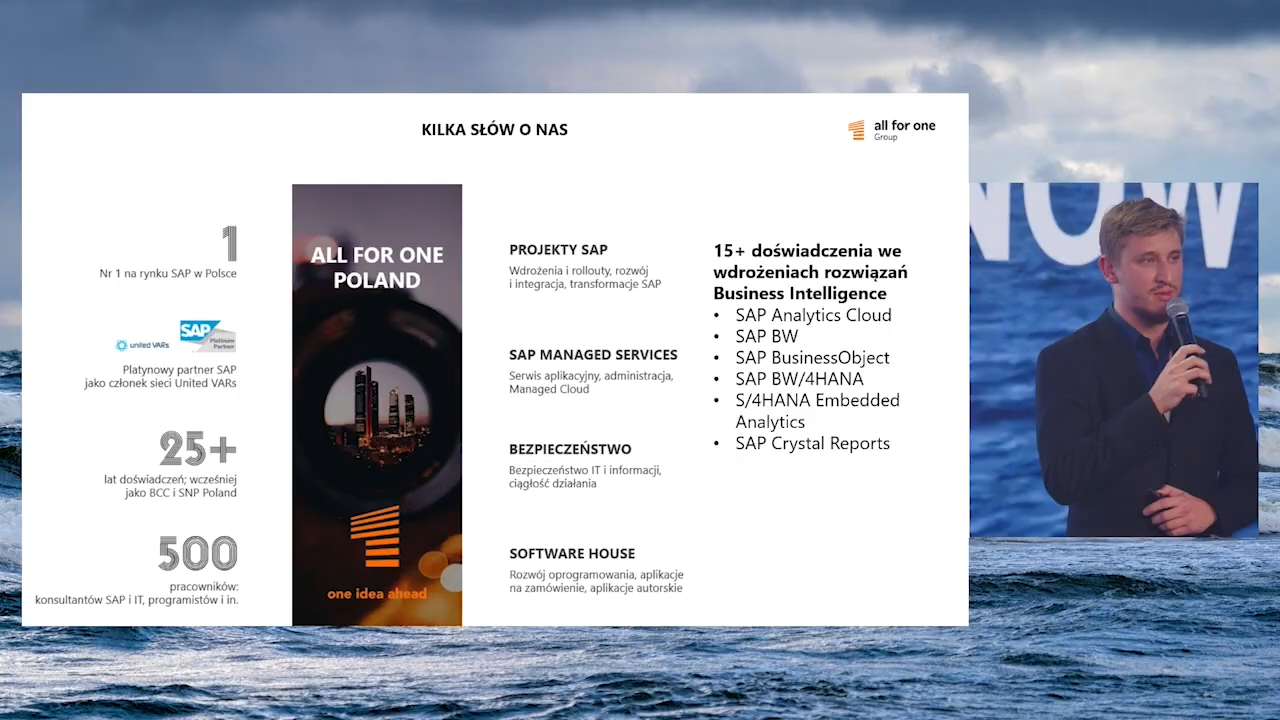 KILKA SŁÓW O NAS
all for one
Group
1
Nr 1 na rynku SAP w Polsce
united VARs
SAP
Platinum
Partner
Platynowy partner SAP
jako członek sieci United VARs
25+
lat doświadczeń; wcześniej
jako BCC i SNP Poland
500
pracowników:
konsultantów SAP i IT, programistów i in.
ALL FOR ONE
POLAND
one idea ahead
PROJEKTY SAP
Wdrożenia i rollouty, rozwój
i integracja, transformacje SAP
SAP MANAGED SERVICES
Serwis aplikacyjny, administracja,
Managed Cloud
BEZPIECZEŃSTWO
Bezpieczeństwo IT i informacji,
ciągłość działania
SOFTWARE HOUSE
Rozwój oprogramowania, aplikacje
na zamówienie, aplikacje autorskie
15+ doświadczenia we
wdrożeniach rozwiązań
Business Intelligence
• SAP Analytics Cloud
• SAP BW
• SAP BusinessObject
• SAP BW/4HANA
• S/4HANA Embedded
Analytics
• SAP Crystal Reports
NOW